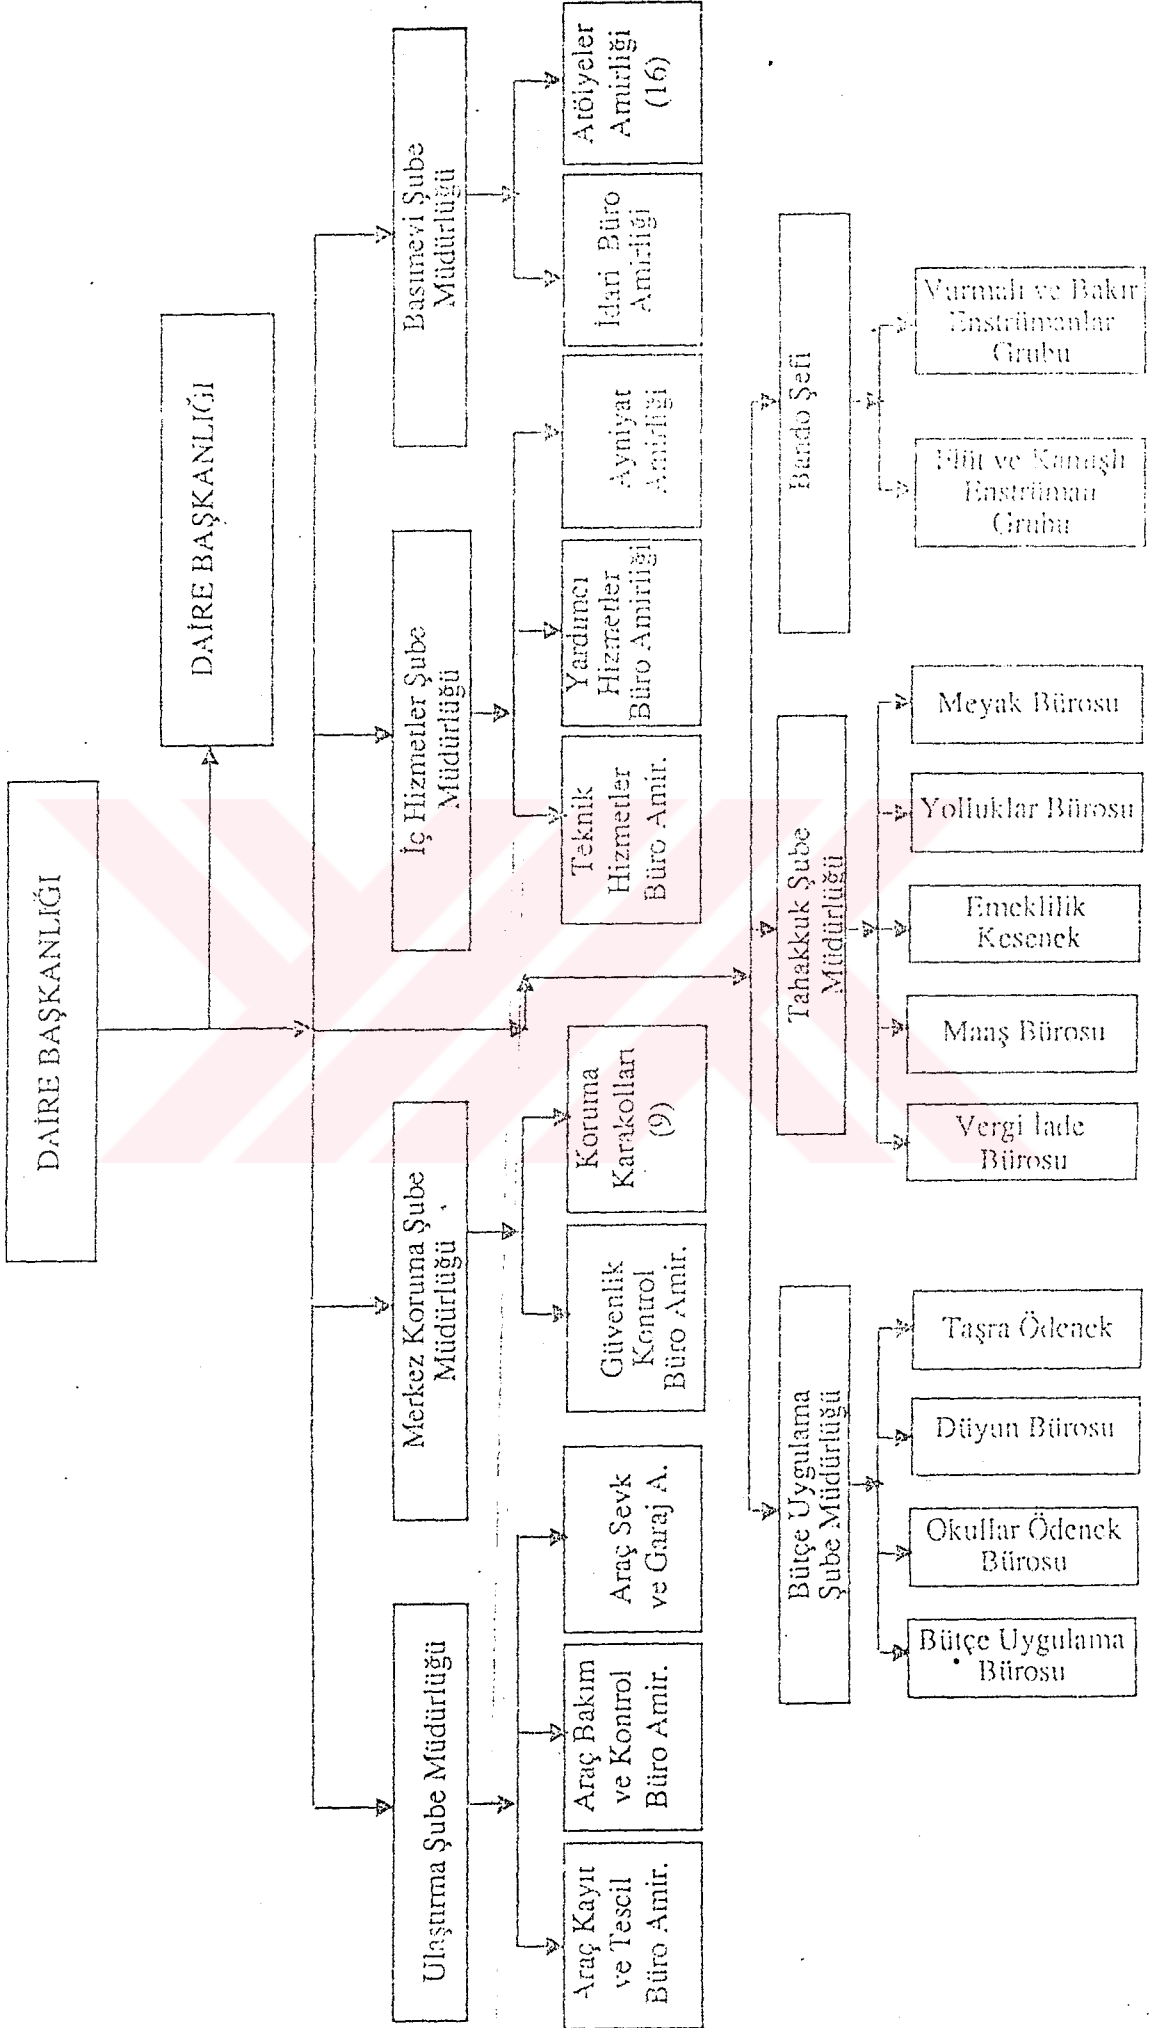 DAİRE BAŞKANLIĞI
DAİRE BAŞKANLIĞI
Ulaştırma Şube Müdürlüğü
Merkez Koruma Şube
Müdürlüğü
İç Hizmetler Şube
Müdürlüğü
Basımevi Şube
Müdürlüğü
Araç Kayıt
ve Tescil
Büro Amir.
Araç Bakım
ve Kontrol
Büro Amir.
Araç Sevk
ve Garaj A.
Güvenlik
Kontrol
Büro Amir.
Koruma
Karakolları
(9)
Teknik
Hizmetler
Büro Amir.
Yardımcı
Hizmetler
Büro Amirliği
Ayniyat
Amirliği
İdari Büro
Amirliği
Atölyeler
Amirliği
(16)
Bütçe Uygulama
Şube Müdürlüğü
Tahakkuk Şube
Müdürlüğü
Bando Şefi
Bütçe Uygulama
Bürosu
Okullar Ödenek
Bürosu
Düyun Bürosu
Taşra Ödenek
Vergi İade
Bürosu
Maaş Bürosu
Emeklilik
Kesenek
Yolluklar Bürosu
Meyak Bürosu
Flüt ve Kamışlı
Enstrüman
Grubu
Vurmalı ve Bakır
Enstrümanlar
Grubu